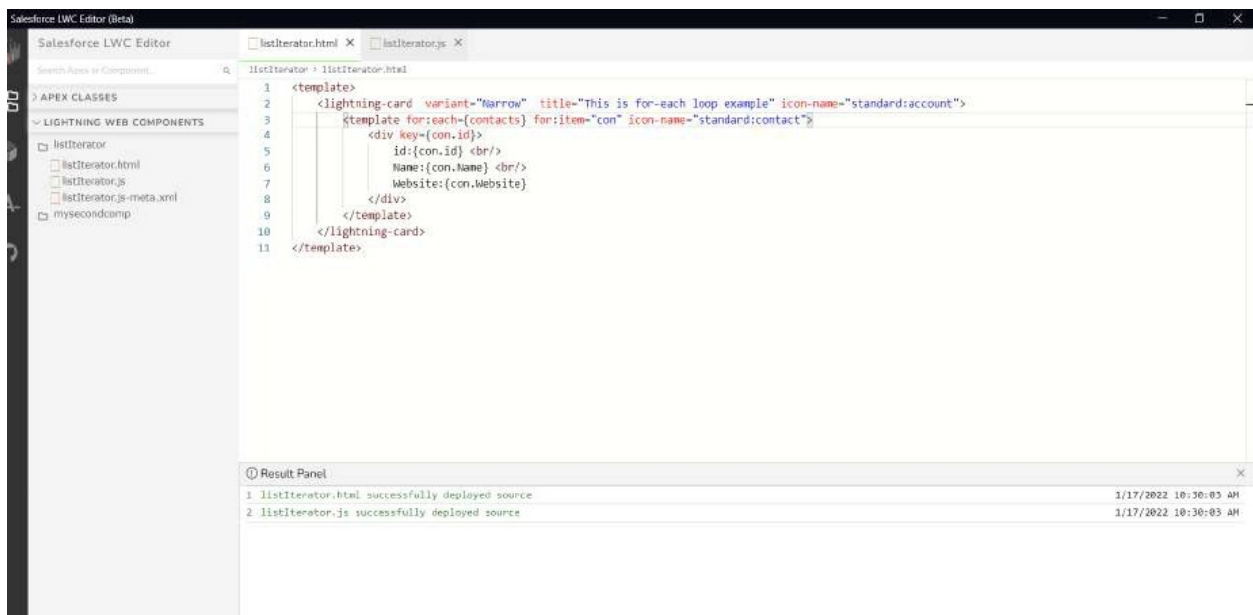 Salesforce LWC Editor (Beta)
Salesforce LWC Editor
Search Apex or Component...
> APEX CLASSES
LIGHTNING WEB COMPONENTS
listIterator
listIterator.html
listIterator.js
listIterator.js-meta.xml
mysecondcomp
listIterator.html X listIterator.js X
listIterator > listIterator.html
1 <template>
2 <lightning-card variant="Narrow" title="This is for-each loop example" icon-name="standard:account">
3 <template for:each={contacts} for:item="con" icon-name="standard:contact">
4 <div key={con.id}>
5 id:{con.id} <br/>
6 Name:{con.Name} <br/>
7 Website:{con.Website}
8 </div>
9 </template>
10 </lightning-card>
11 </template>
Result Panel
1 listIterator.html successfully deployed source 1/17/2022 10:30:03 AM
2 listIterator.js successfully deployed source 1/17/2022 10:30:03 AM